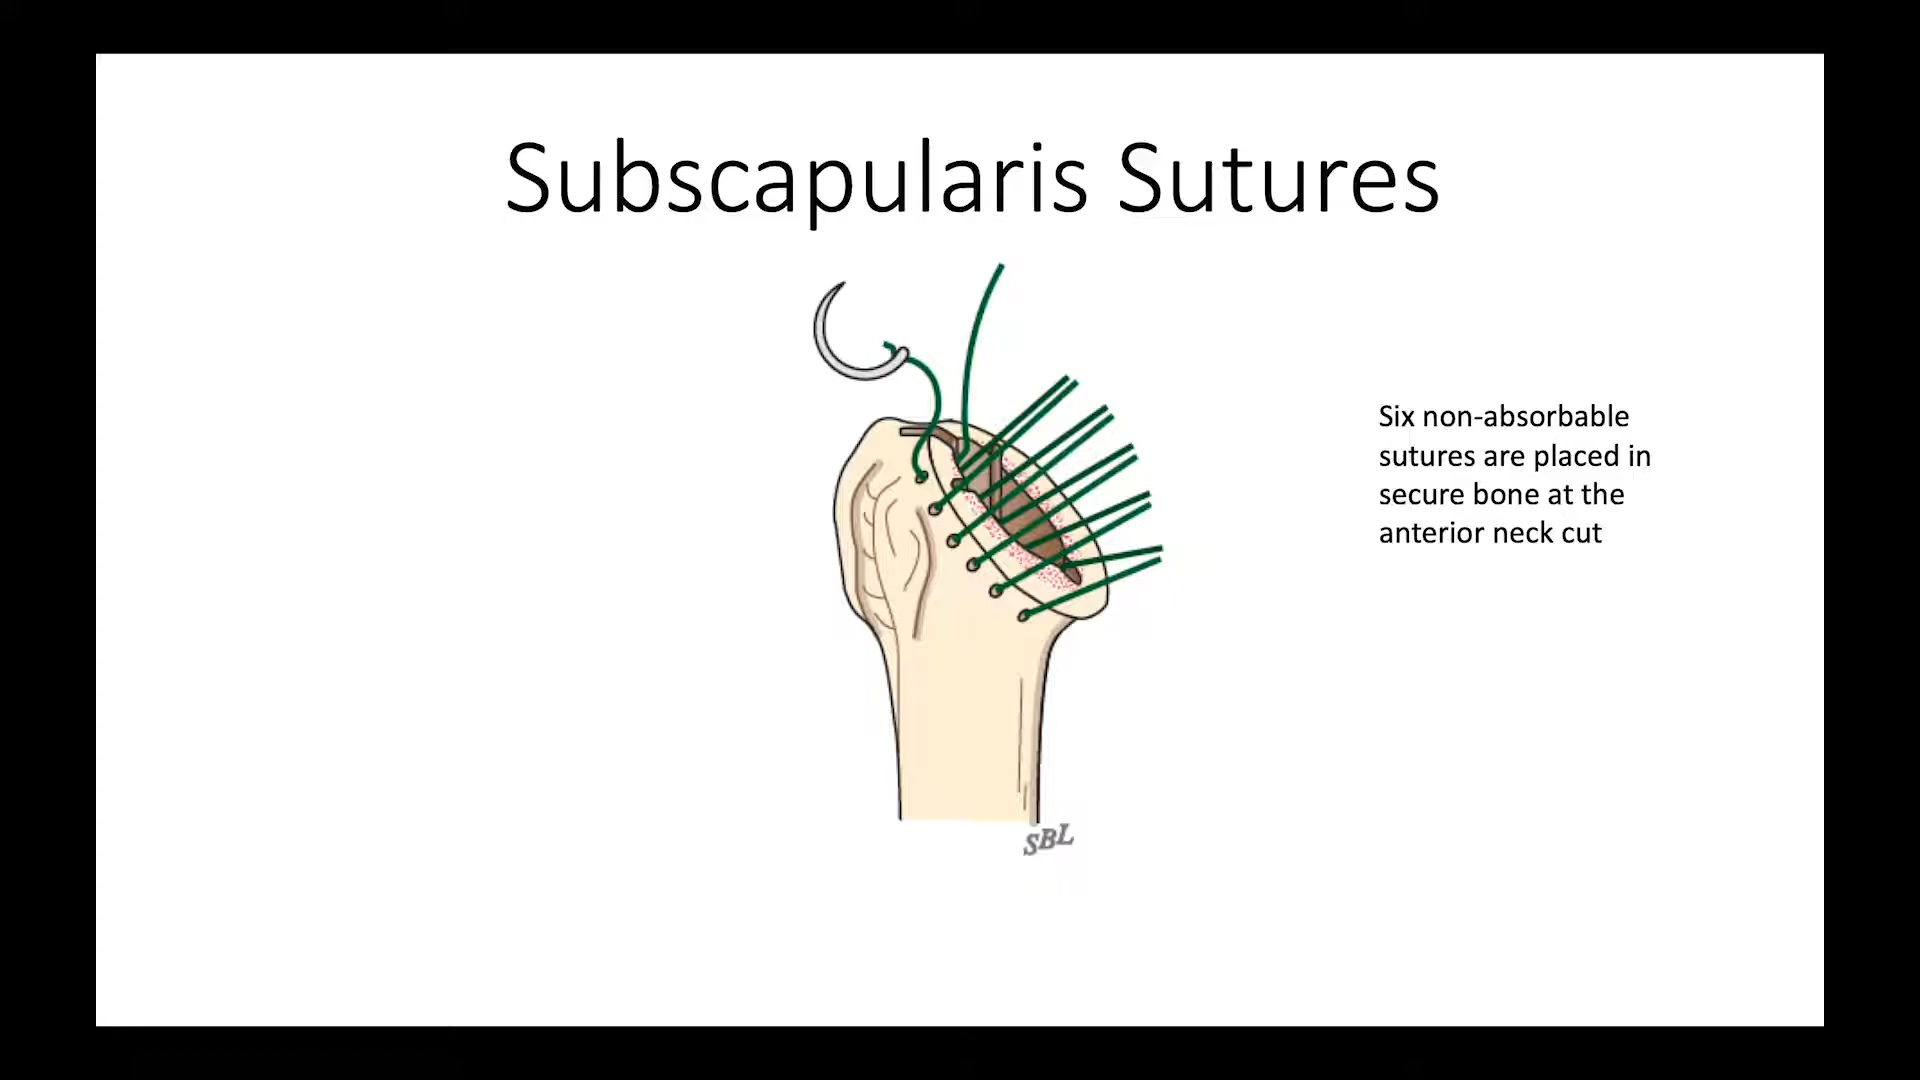 Subscapularis Sutures
Six non-absorbable
sutures are placed in
secure bone at the
anterior neck cut
SBL